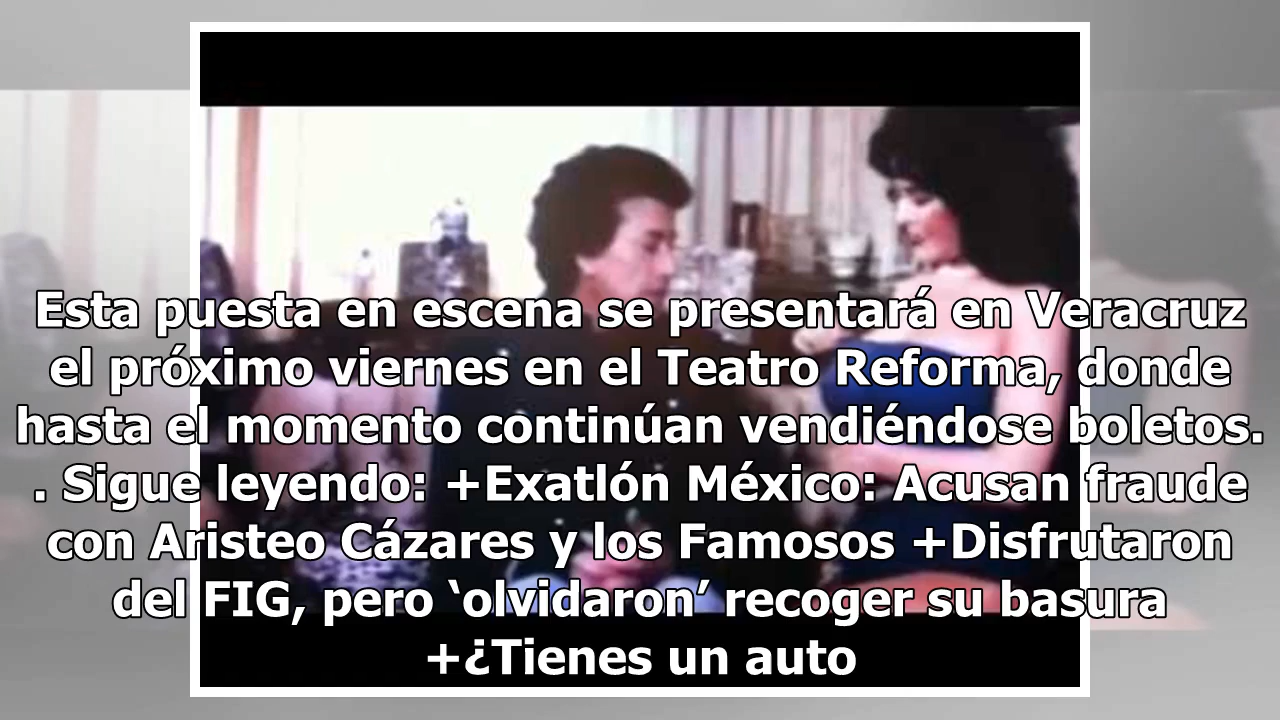 Esta puesta en escena se presentará en Veracruz
el próximo viernes en el Teatro Reforma, donde
hasta el momento continúan vendiéndose boletos.
. Sigue leyendo: +Exatlón México: Acusan fraude
con Aristeo Cázares y los Famosos +Disfrutaron
del FIG, pero ‘olvidaron’ recoger su basura
+¿Tienes un auto